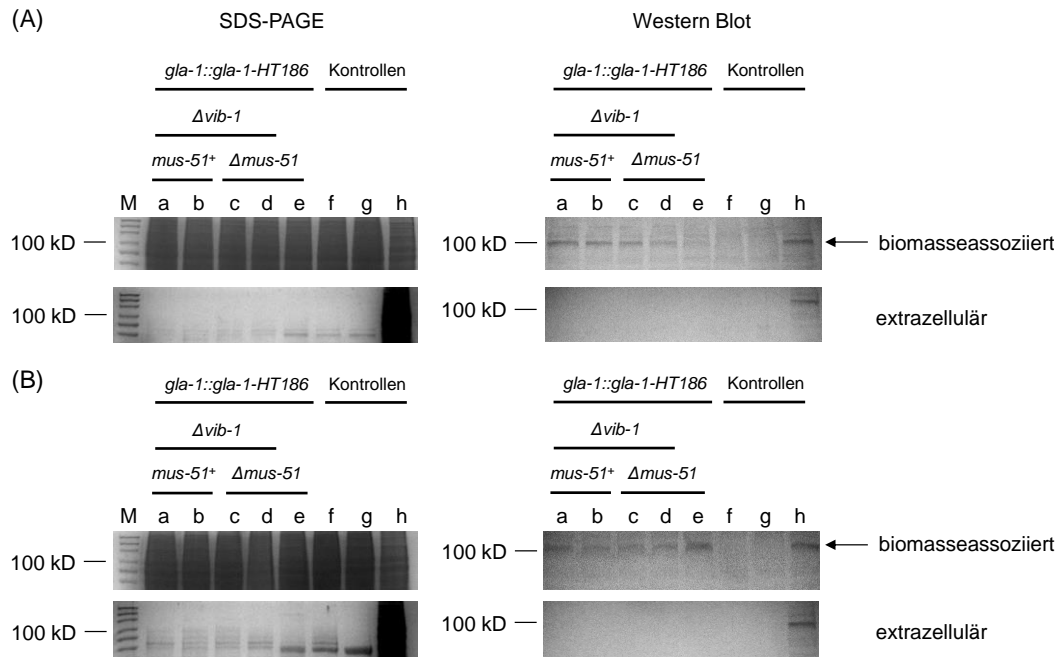 (A)
SDS-PAGE
Western Blot
gla-1::gla-1-HT186 Kontrollen
gla-1::gla-1-HT186 Kontrollen
Δvib-1
Δvib-1
mus-51⁺ Δmus-51
mus-51⁺ Δmus-51
M a b c d e f g h
a b c d e f g h
100 kD
100 kD
biomasseassoziiert
100 kD
100 kD
extrazellulär
(B)
gla-1::gla-1-HT186 Kontrollen
gla-1::gla-1-HT186 Kontrollen
Δvib-1
Δvib-1
mus-51⁺ Δmus-51
mus-51⁺ Δmus-51
M a b c d e f g h
a b c d e f g h
100 kD
100 kD
biomasseassoziiert
100 kD
100 kD
extrazellulär